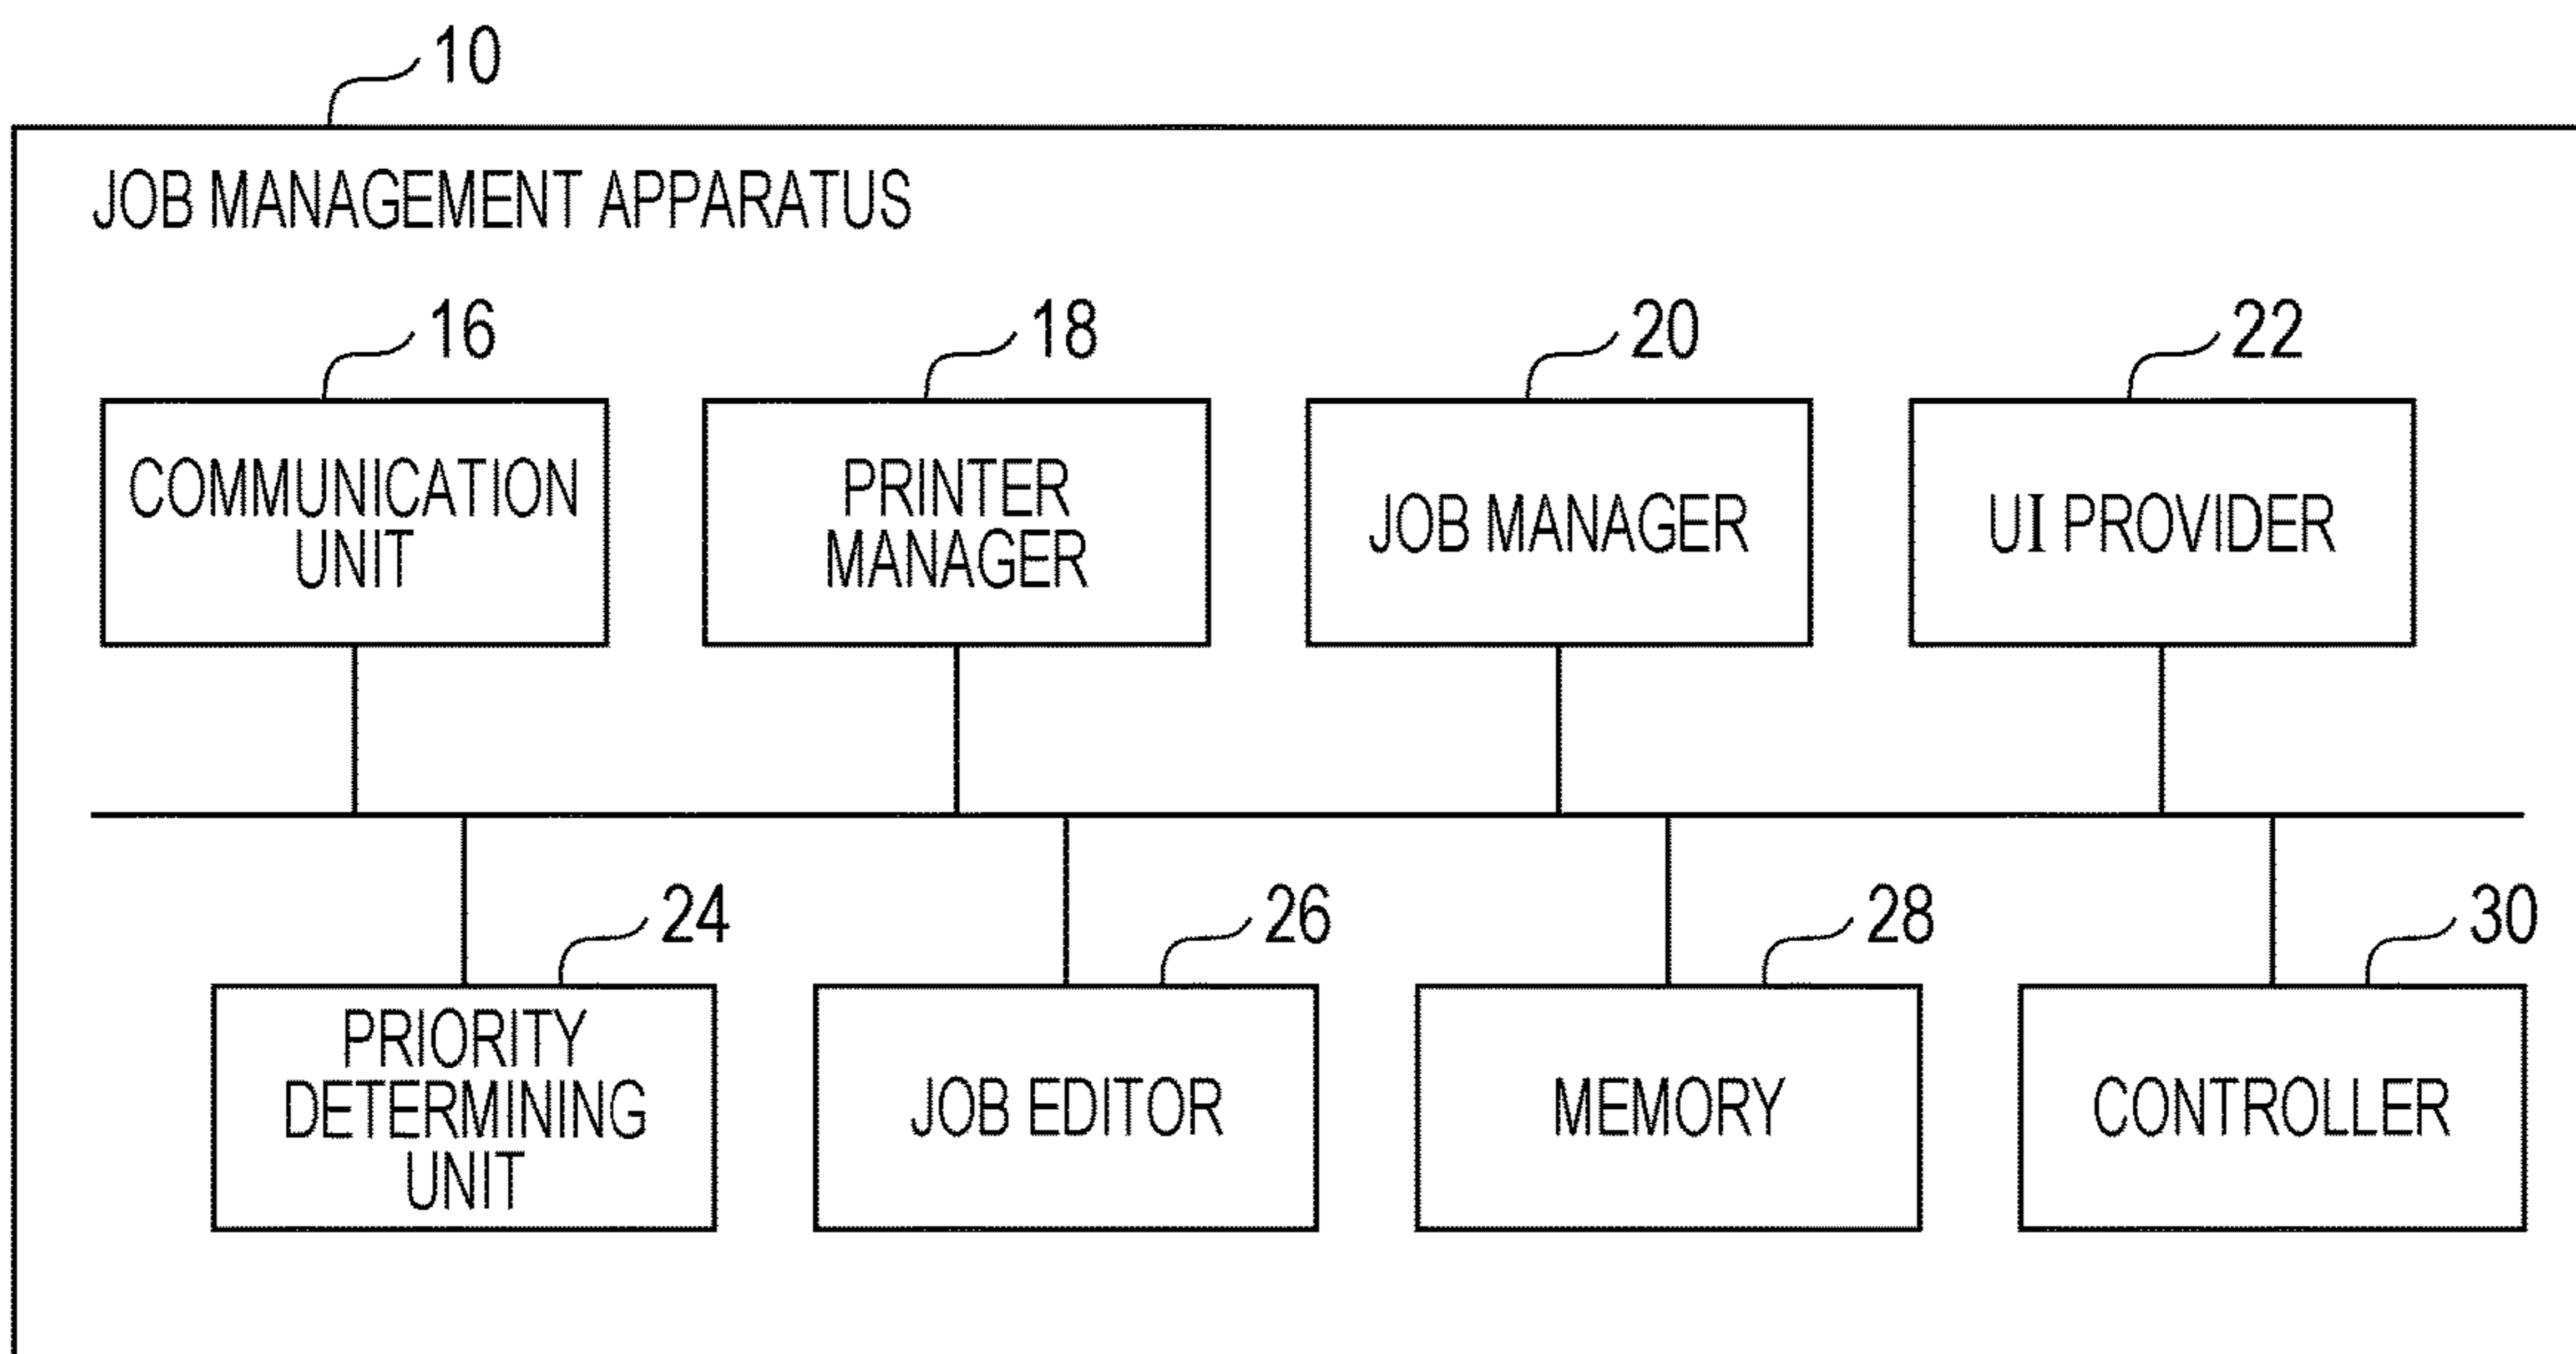 10
JOB MANAGEMENT APPARATUS
16
18
20
22
COMMUNICATION
UNIT
PRINTER
MANAGER
JOB MANAGER
UI PROVIDER
24
26
28
30
PRIORITY
DETERMINING
UNIT
JOB EDITOR
MEMORY
CONTROLLER